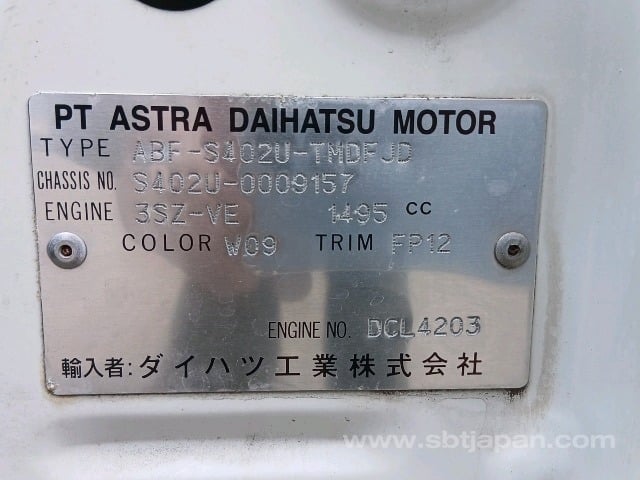 PT ASTRA DAIHATSU MOTOR
TYPE ABF-S402U-TMDFJD
CHASSIS NO. S402U-0009157
ENGINE 3SZ-VE 1495 CC
COLOR W09 TRIM FP12
ENGINE NO. DCL4203
輸入者: ダイハツ工業株式会社
www.sbtjapan.com